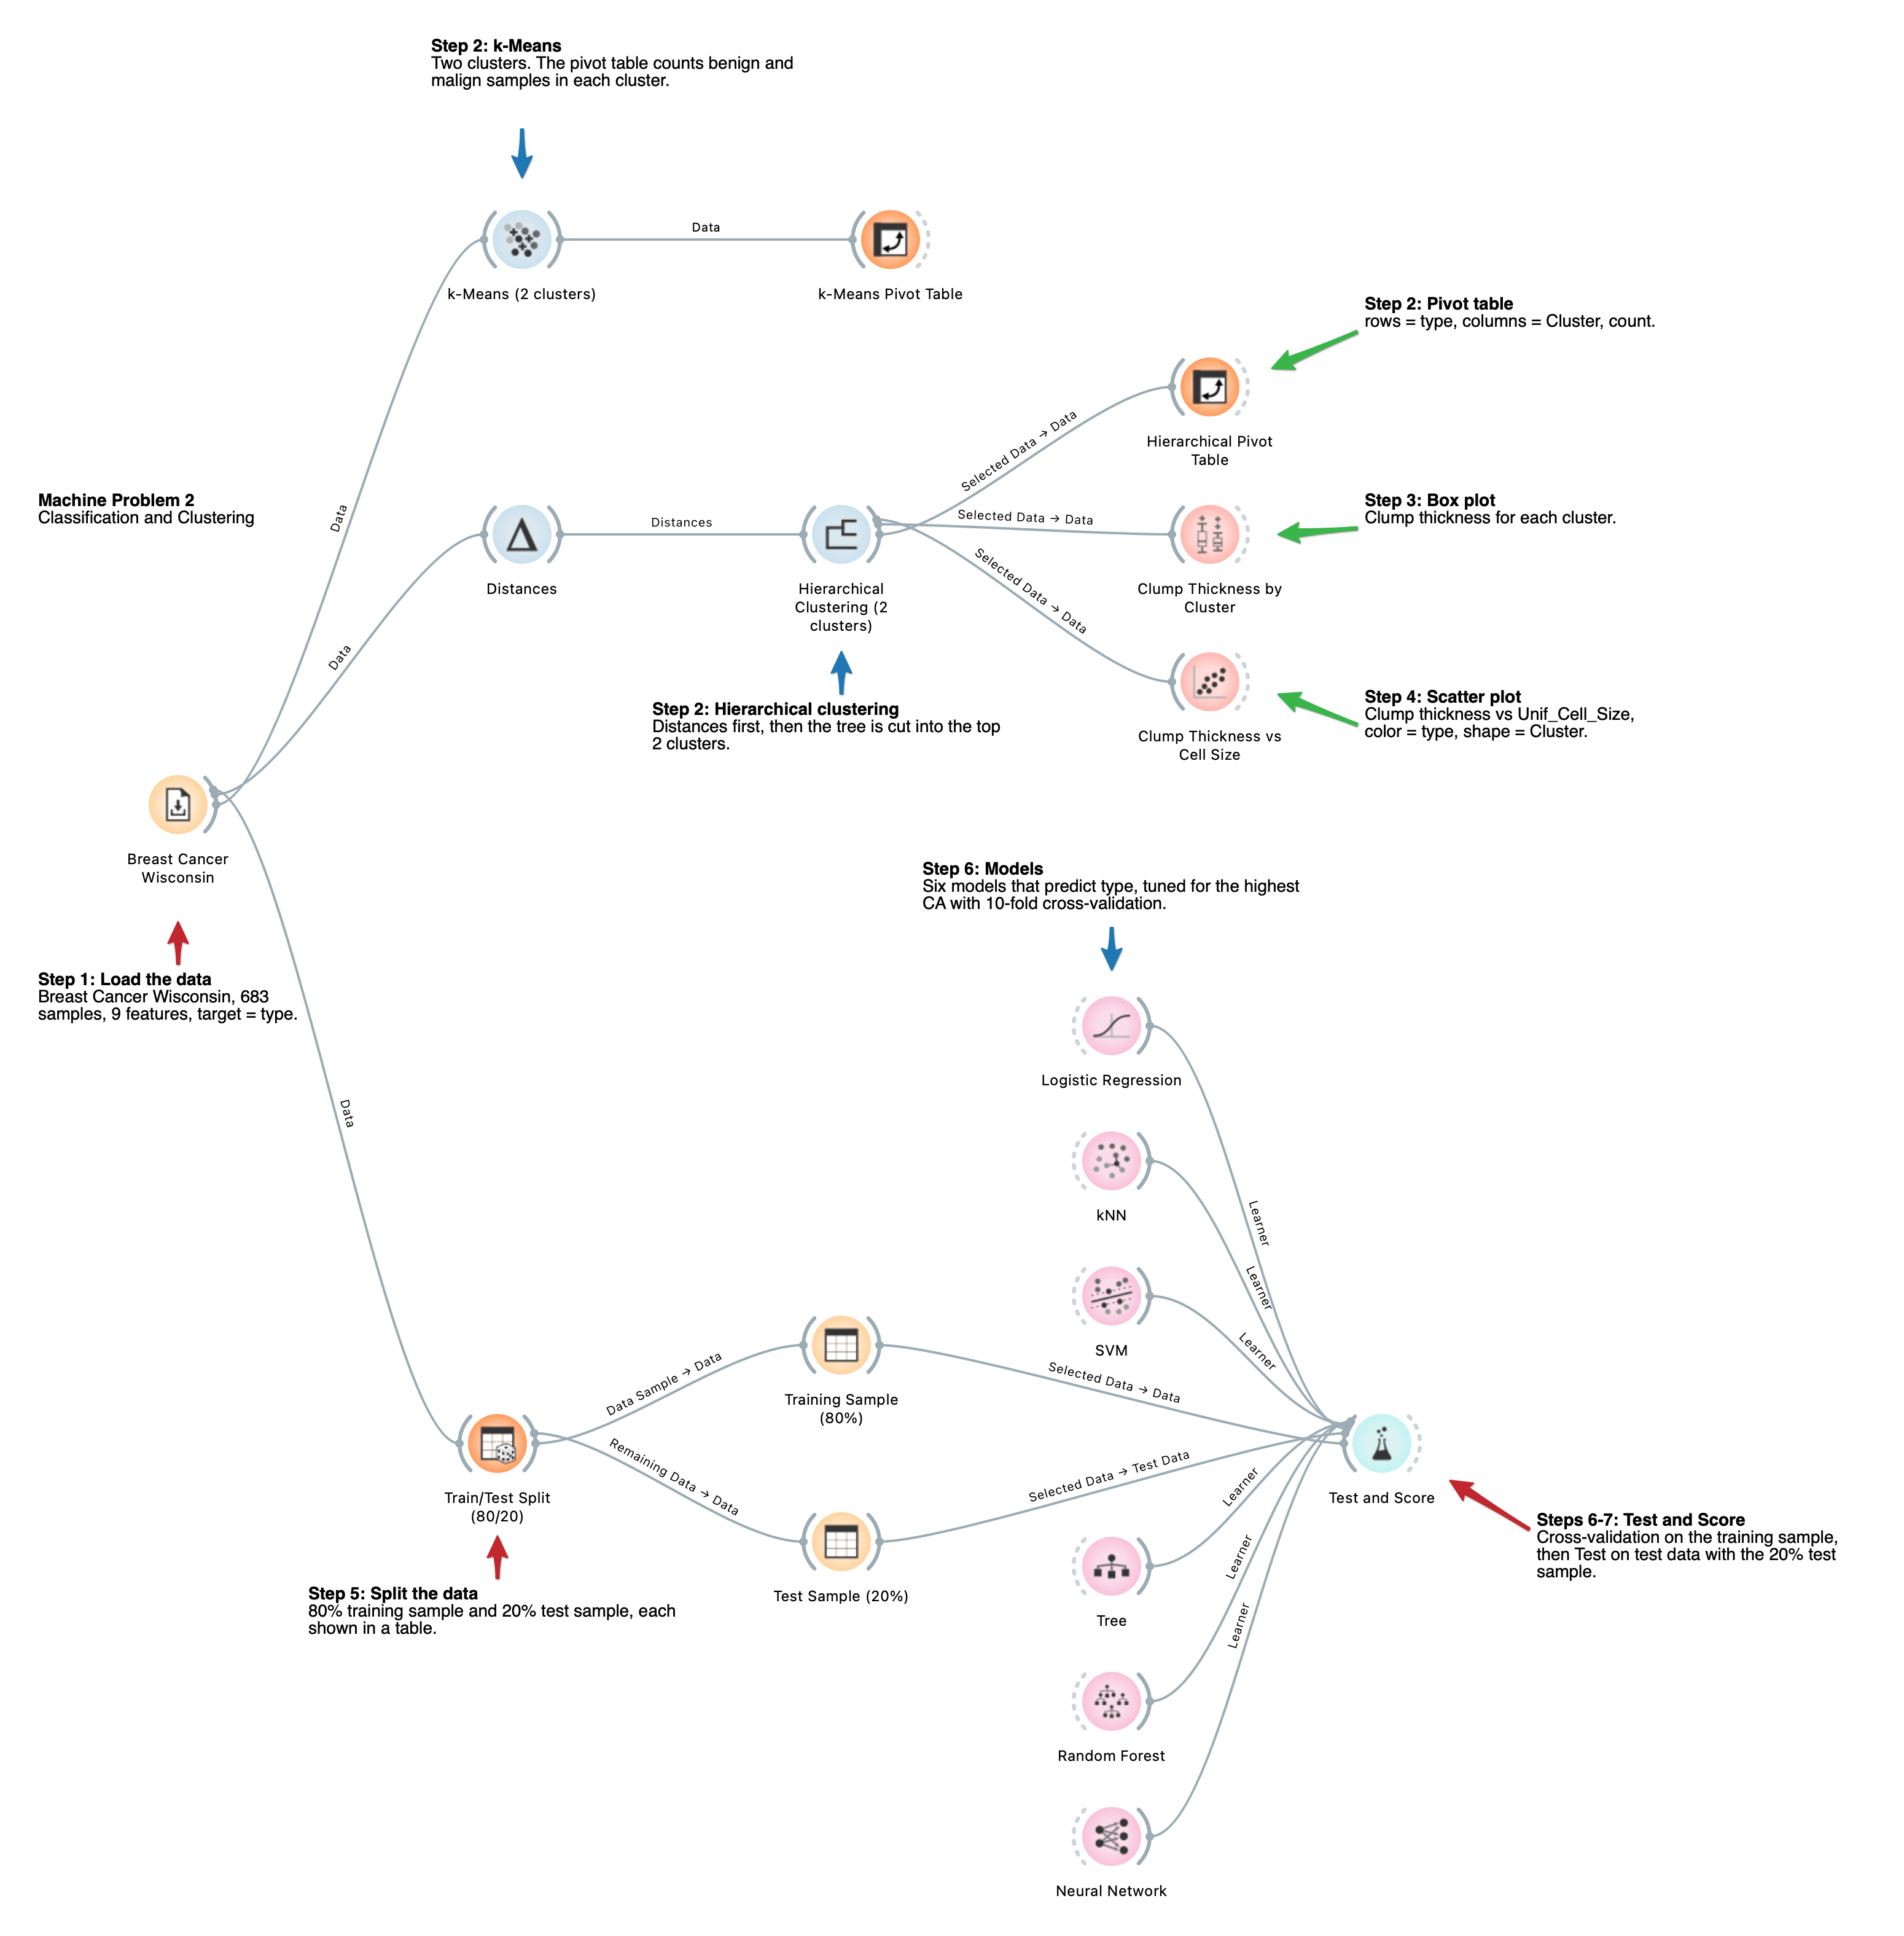 Step 2: k-Means
Two clusters. The pivot table counts benign and
malign samples in each cluster.
Data
k-Means (2 clusters)
k-Means Pivot Table
Step 2: Pivot table
rows = type, columns = Cluster, count.
Selected Data → Data
Hierarchical Pivot
Table
Machine Problem 2
Classification and Clustering
Data
Distances
Selected Data → Data
Step 3: Box plot
Clump thickness for each cluster.
Distances
Hierarchical
Clustering (2
clusters)
Clump Thickness by
Cluster
Selected Data → Data
Data
Step 2: Hierarchical clustering
Distances first, then the tree is cut into the top
2 clusters.
Step 4: Scatter plot
Clump thickness vs Unif_Cell_Size,
color = type, shape = Cluster.
Clump Thickness vs
Cell Size
Breast Cancer
Wisconsin
Step 6: Models
Six models that predict type, tuned for the highest
CA with 10-fold cross-validation.
Step 1: Load the data
Breast Cancer Wisconsin, 683
samples, 9 features, target = type.
Logistic Regression
Data
kNN
Learner
Learner
SVM
Learner
Data Sample → Data
Training Sample
(80%)
Selected Data → Data
Remaining Data → Data
Selected Data → Test Data
Train/Test Split
(80/20)
Test and Score
Learner
Steps 6-7: Test and Score
Cross-validation on the training sample,
then Test on test data with the 20% test
sample.
Step 5: Split the data
80% training sample and 20% test sample, each
shown in a table.
Test Sample (20%)
Learner
Tree
Learner
Random Forest
Neural Network